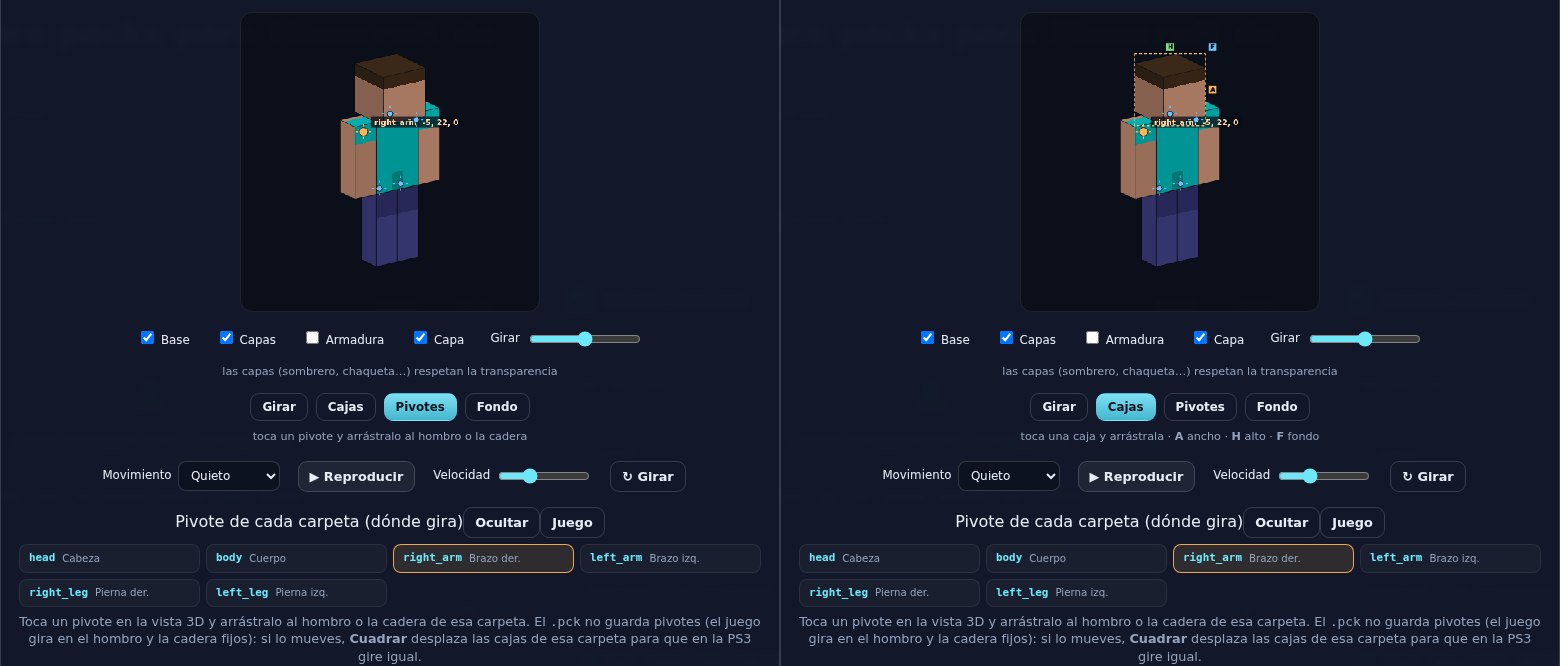 right arm · -5, 22, 0
Base Capas Armadura Capa Girar
las capas (sombrero, chaqueta...) respetan la transparencia
Girar Cajas Pivotes Fondo
toca un pivote y arrástralo al hombro o la cadera
Movimiento Quieto ▶ Reproducir Velocidad ↻ Girar
Pivote de cada carpeta (dónde gira) Ocultar Juego
head Cabeza body Cuerpo right_arm Brazo der. left_arm Brazo izq.
right_leg Pierna der. left_leg Pierna izq.
Toca un pivote en la vista 3D y arrástralo al hombro o la cadera de esa carpeta. El .pck no guarda pivotes (el juego
gira en el hombro y la cadera fijos): si lo mueves, Cuadrar desplaza las cajas de esa carpeta para que en la PS3
gire igual.
H F
A
right arm · -5, 22, 0
Base Capas Armadura Capa Girar
las capas (sombrero, chaqueta...) respetan la transparencia
Girar Cajas Pivotes Fondo
toca una caja y arrástrala · A ancho · H alto · F fondo
Movimiento Quieto ▶ Reproducir Velocidad ↻ Girar
Pivote de cada carpeta (dónde gira) Ocultar Juego
head Cabeza body Cuerpo right_arm Brazo der. left_arm Brazo izq.
right_leg Pierna der. left_leg Pierna izq.
Toca un pivote en la vista 3D y arrástralo al hombro o la cadera de esa carpeta. El .pck no guarda pivotes (el juego
gira en el hombro y la cadera fijos): si lo mueves, Cuadrar desplaza las cajas de esa carpeta para que en la PS3
gire igual.